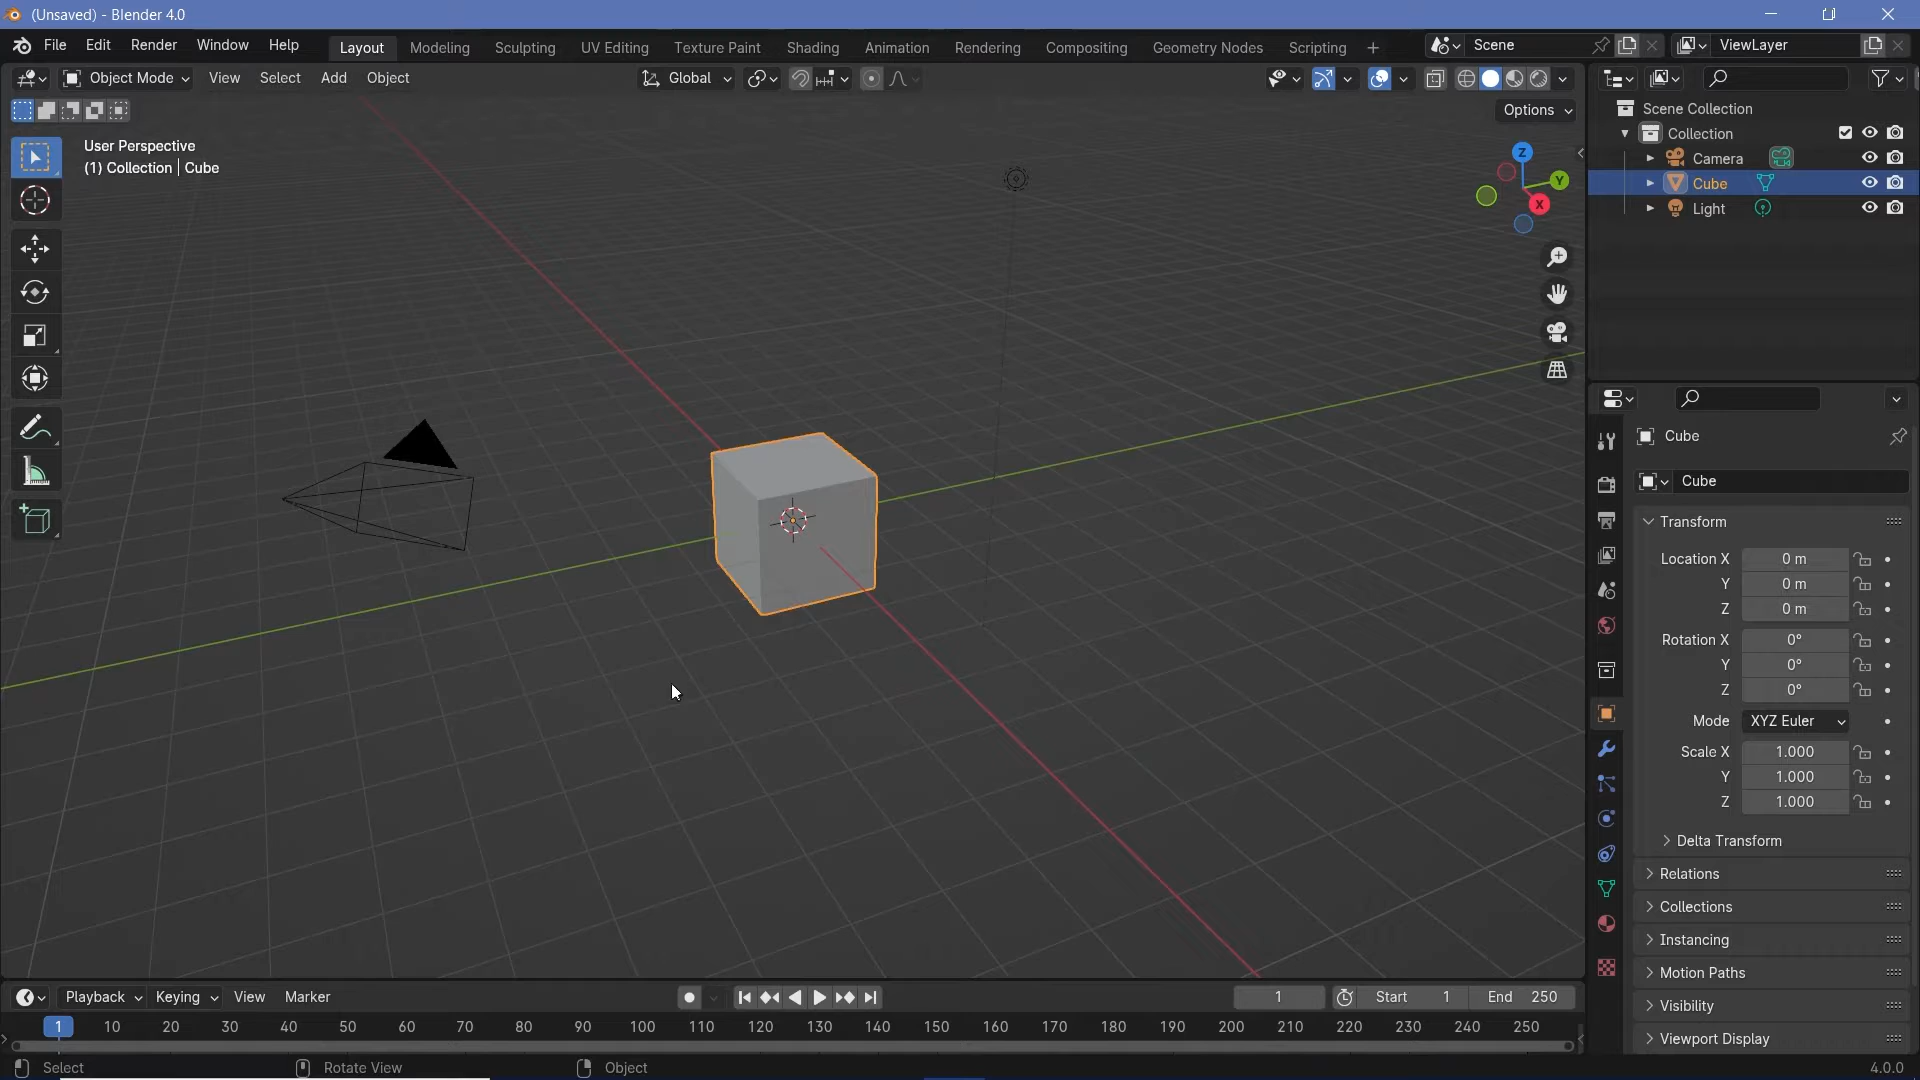 (Unsaved) - Blender 4.0
File Edit Render Window Help Layout Modeling Sculpting UV Editing Texture Paint Shading Animation Rendering Compositing Geometry Nodes Scripting + Scene ViewLayer
Object Mode View Select Add Object Global
Options
User Perspective
(1) Collection | Cube
Z
Y
X
Scene Collection
Collection
Camera
Cube
Light
Cube
Cube
Transform
Location X 0 m
Y 0 m
Z 0 m
Rotation X 0°
Y 0°
Z 0°
Mode XYZ Euler
Scale X 1.000
Y 1.000
Z 1.000
Delta Transform
Relations
Collections
Instancing
Motion Paths
Visibility
Viewport Display
Playback Keying View Marker 1 Start 1 End 250
1 10 20 30 40 50 60 70 80 90 100 110 120 130 140 150 160 170 180 190 200 210 220 230 240 250
Select Rotate View Object 4.0.0